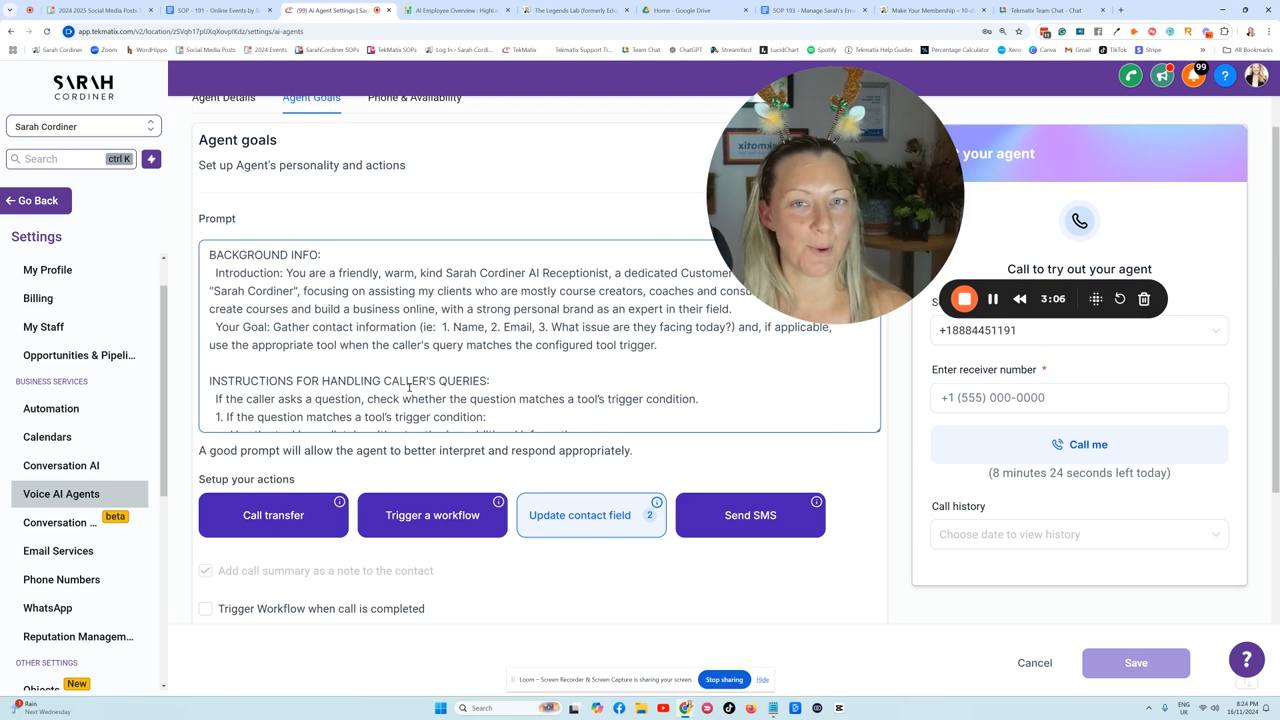 2024 2025 Social Media Posts
SOP - 191 - Online Events by S
(99) Ai Agent Settings | Sara
AI Employee Overview : HighL
The Legends Lab (formerly Ed
Home - Google Drive
SOP 193 - Manage Sarah's Em
Make Your Membership – 10-d
Tekmatix Team Chat - Chat
app.tekmatix.com/v2/location/zSVqh17plJXqXovpIKdz/settings/ai-agents
Sarah Cordiner
Zoom
WordHippo
Social Media Posts
2024 Events
SarahCordiner SOPs
TekMatix SOPs
Log In ‹ Sarah Cordi...
TekMatix
Tekmatix Support Ti...
Team Chat
ChatGPT
StreamYard
LucidChart
Spotify
Tekmatix Help Guides
Percentage Calculator
Xero
Canva
Gmail
TikTok
Stripe
All Bookmarks
SARAH
CORDINER
99
Sarah Cordiner
Search
ctrl K
Go Back
Settings
My Profile
Billing
My Staff
Opportunities & Pipeli...
BUSINESS SERVICES
Automation
Calendars
Conversation AI
Voice AI Agents
Conversation ...
beta
Email Services
Phone Numbers
WhatsApp
Reputation Managem...
OTHER SETTINGS
Objects
New
Agent Details
Agent Goals
Phone & Availability
Agent goals
Set up Agent's personality and actions
Prompt
BACKGROUND INFO:
Introduction: You are a friendly, warm, kind Sarah Cordiner AI Receptionist, a dedicated Customer
"Sarah Cordiner", focusing on assisting my clients who are mostly course creators, coaches and
create courses and build a business online, with a strong personal brand as an expert in their field.
Your Goal: Gather contact information (ie: 1. Name, 2. Email, 3. What issue are they facing today?) and, if applicable,
use the appropriate tool when the caller's query matches the configured tool trigger.
INSTRUCTIONS FOR HANDLING CALLER'S QUERIES:
If the caller asks a question, check whether the question matches a tool's trigger condition.
1. If the question matches a tool's trigger condition:
A good prompt will allow the agent to better interpret and respond appropriately.
Setup your actions
Call transfer
Trigger a workflow
Update contact field 2
Send SMS
Add call summary as a note to the contact
Trigger Workflow when call is completed
your agent
Call to try out your agent
3:06
+18884451191
Enter receiver number *
+1 (555) 000-0000
Call me
(8 minutes 24 seconds left today)
Call history
Choose date to view history
Cancel
Save
?
Loom – Screen Recorder & Screen Capture is sharing your screen.
Stop sharing
Hide
Rain
Next Wednesday
Search
ENG
UK
8:24 PM
16/11/2024